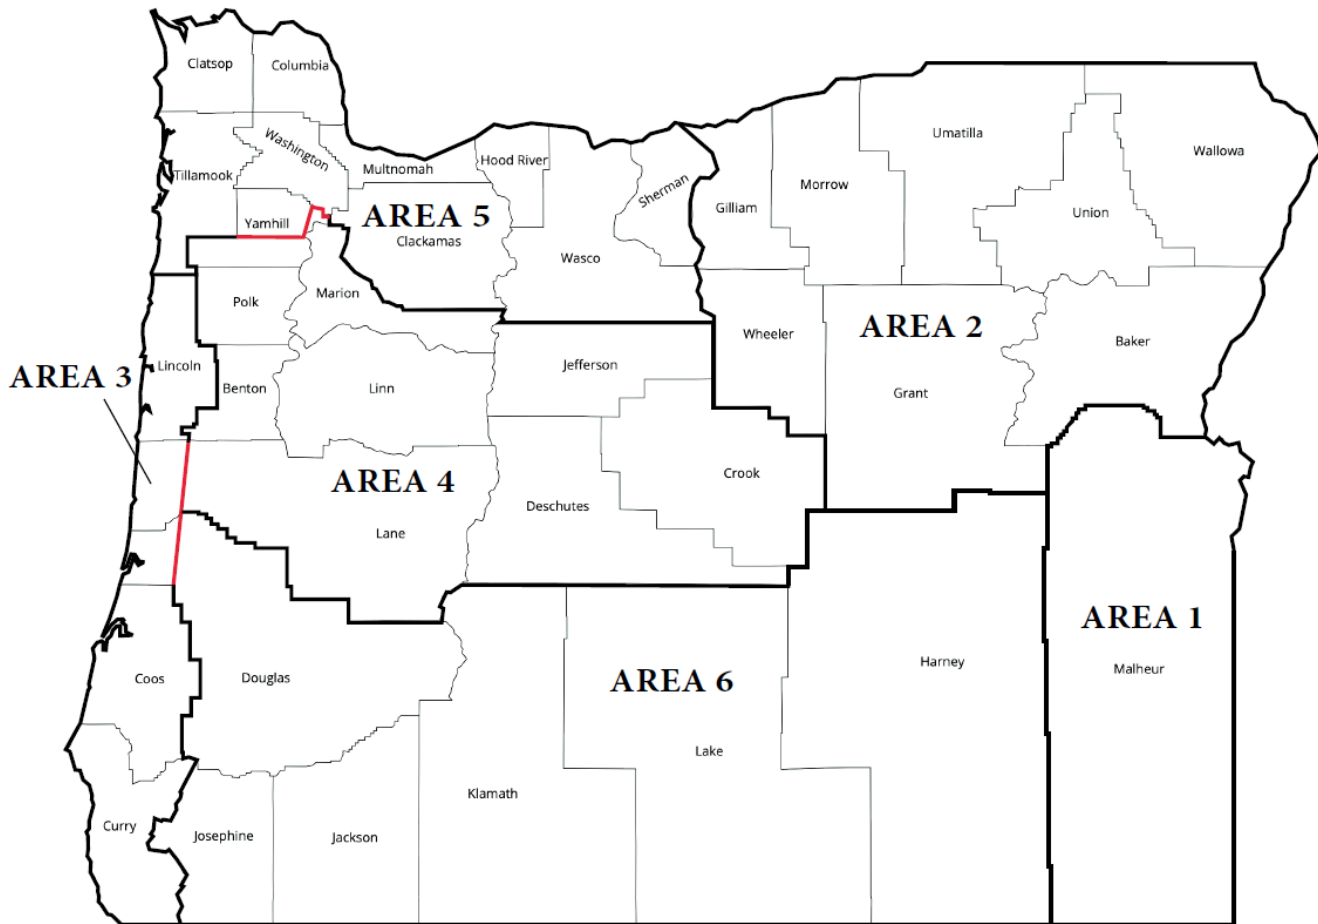 Clatsop
Columbia
Washington
Tillamook
Multnomah
Hood River
Sherman
Gilliam
Morrow
Umatilla
Wallowa
Union
Yamhill
AREA 5
Clackamas
Wasco
Polk
Marion
Wheeler
AREA 2
Baker
Lincoln
Jefferson
AREA 3
Benton
Linn
Grant
Crook
AREA 4
Deschutes
Lane
AREA 1
Harney
Malheur
Coos
Douglas
AREA 6
Lake
Klamath
Curry
Josephine
Jackson